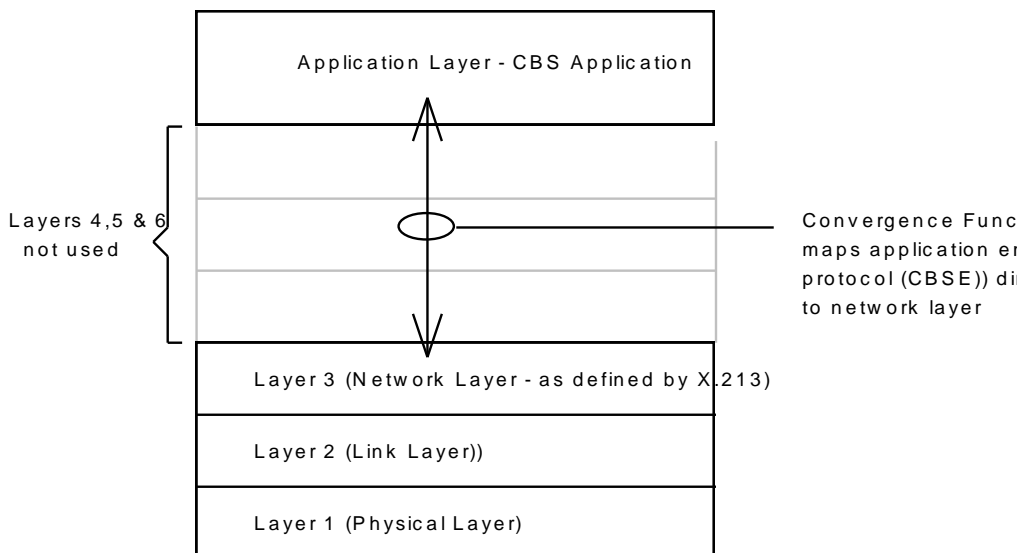 Application Layer - CBS Application
Layers 4,5 & 6
not used
Convergence Func
maps application er
protocol (CBSE)) di
to network layer
Layer 3 (Network Layer - as defined by X.213)
Layer 2 (Link Layer))
Layer 1 (Physical Layer)